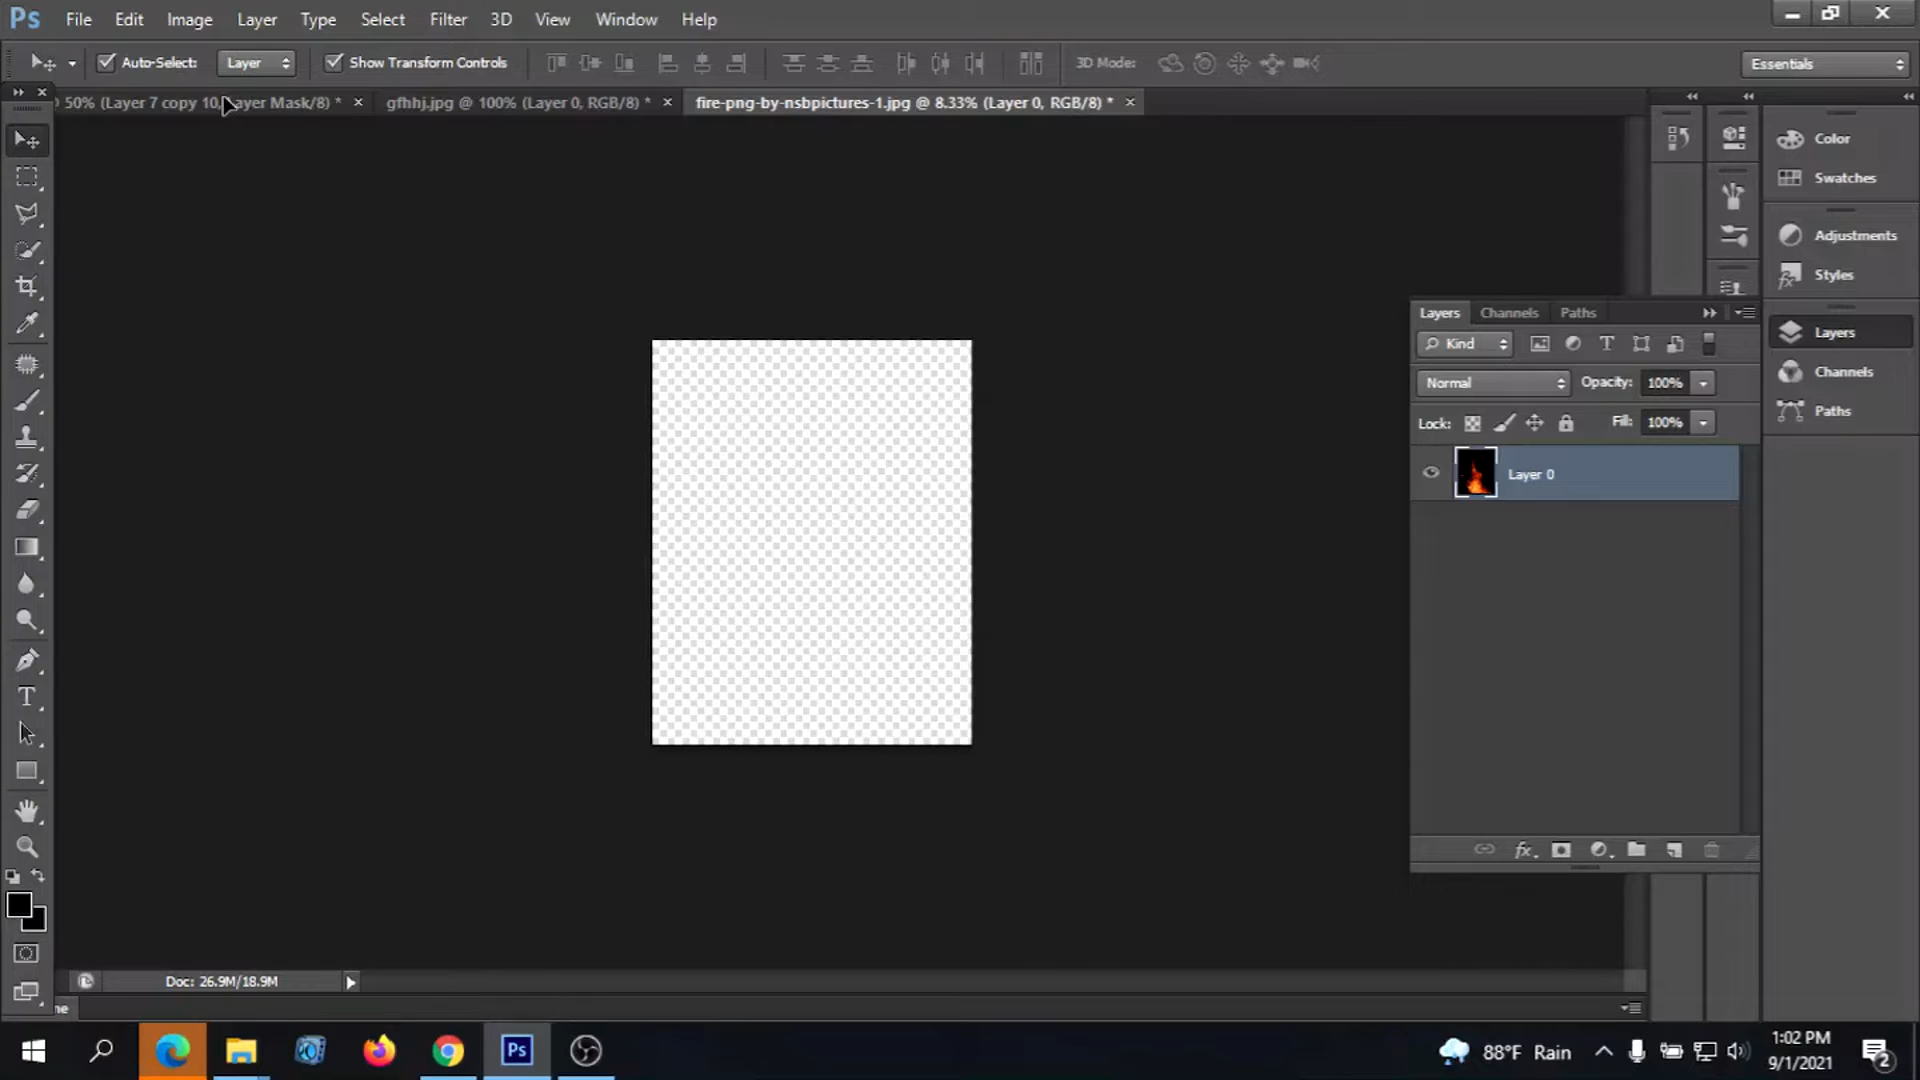 Ps File Edit Image Layer Type Select Filter 3D View Window Help
Auto-Select: Layer Show Transform Controls 3D Mode: Essentials
50% (Layer 7 copy 10, Layer Mask/8) * × gfhhj.jpg @ 100% (Layer 0, RGB/8) * × fire-png-by-nsbpictures-1.jpg @ 8.33% (Layer 0, RGB/8) * ×
Color
Swatches
Adjustments
Styles
Layers
Channels
Paths
Layers Channels Paths
Kind
Normal Opacity: 100%
Lock: Fill: 100%
Layer 0
fx
Doc: 26.9M/18.9M
ne
Ps
88°F Rain
1:02 PM
9/1/2021
2